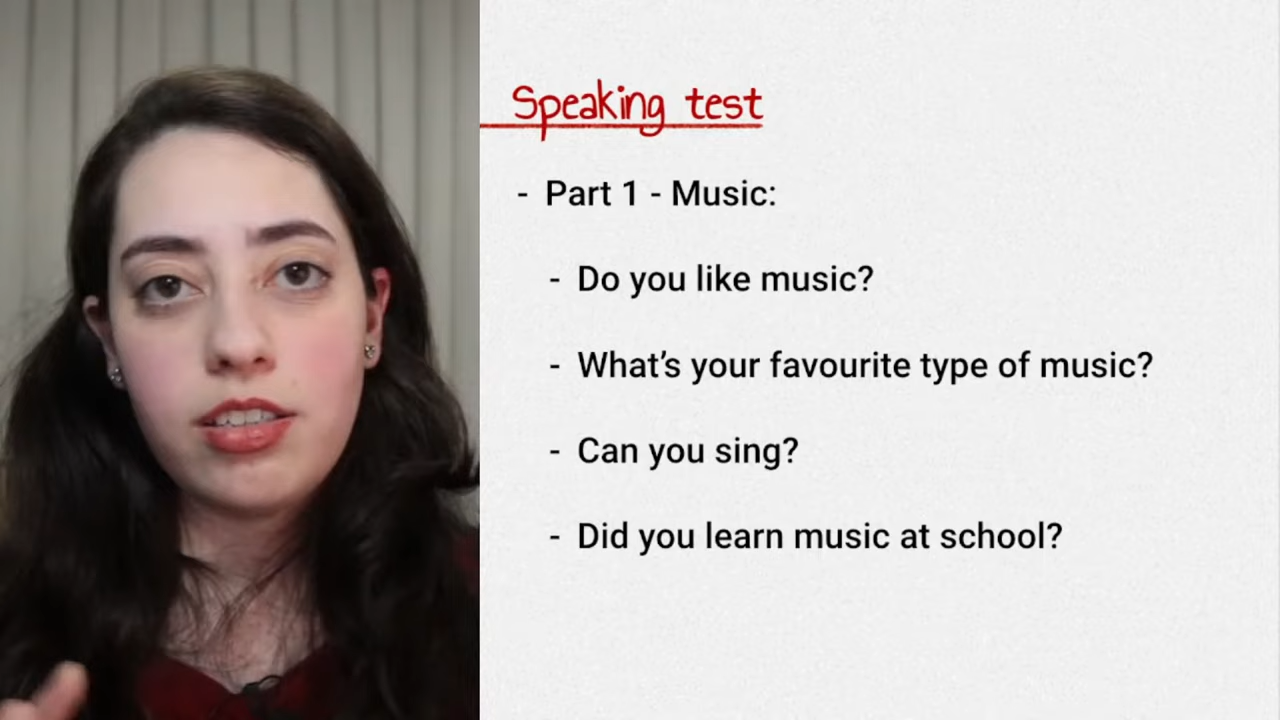 Speaking test
- Part 1 - Music:
- Do you like music?
- What's your favourite type of music?
- Can you sing?
- Did you learn music at school?